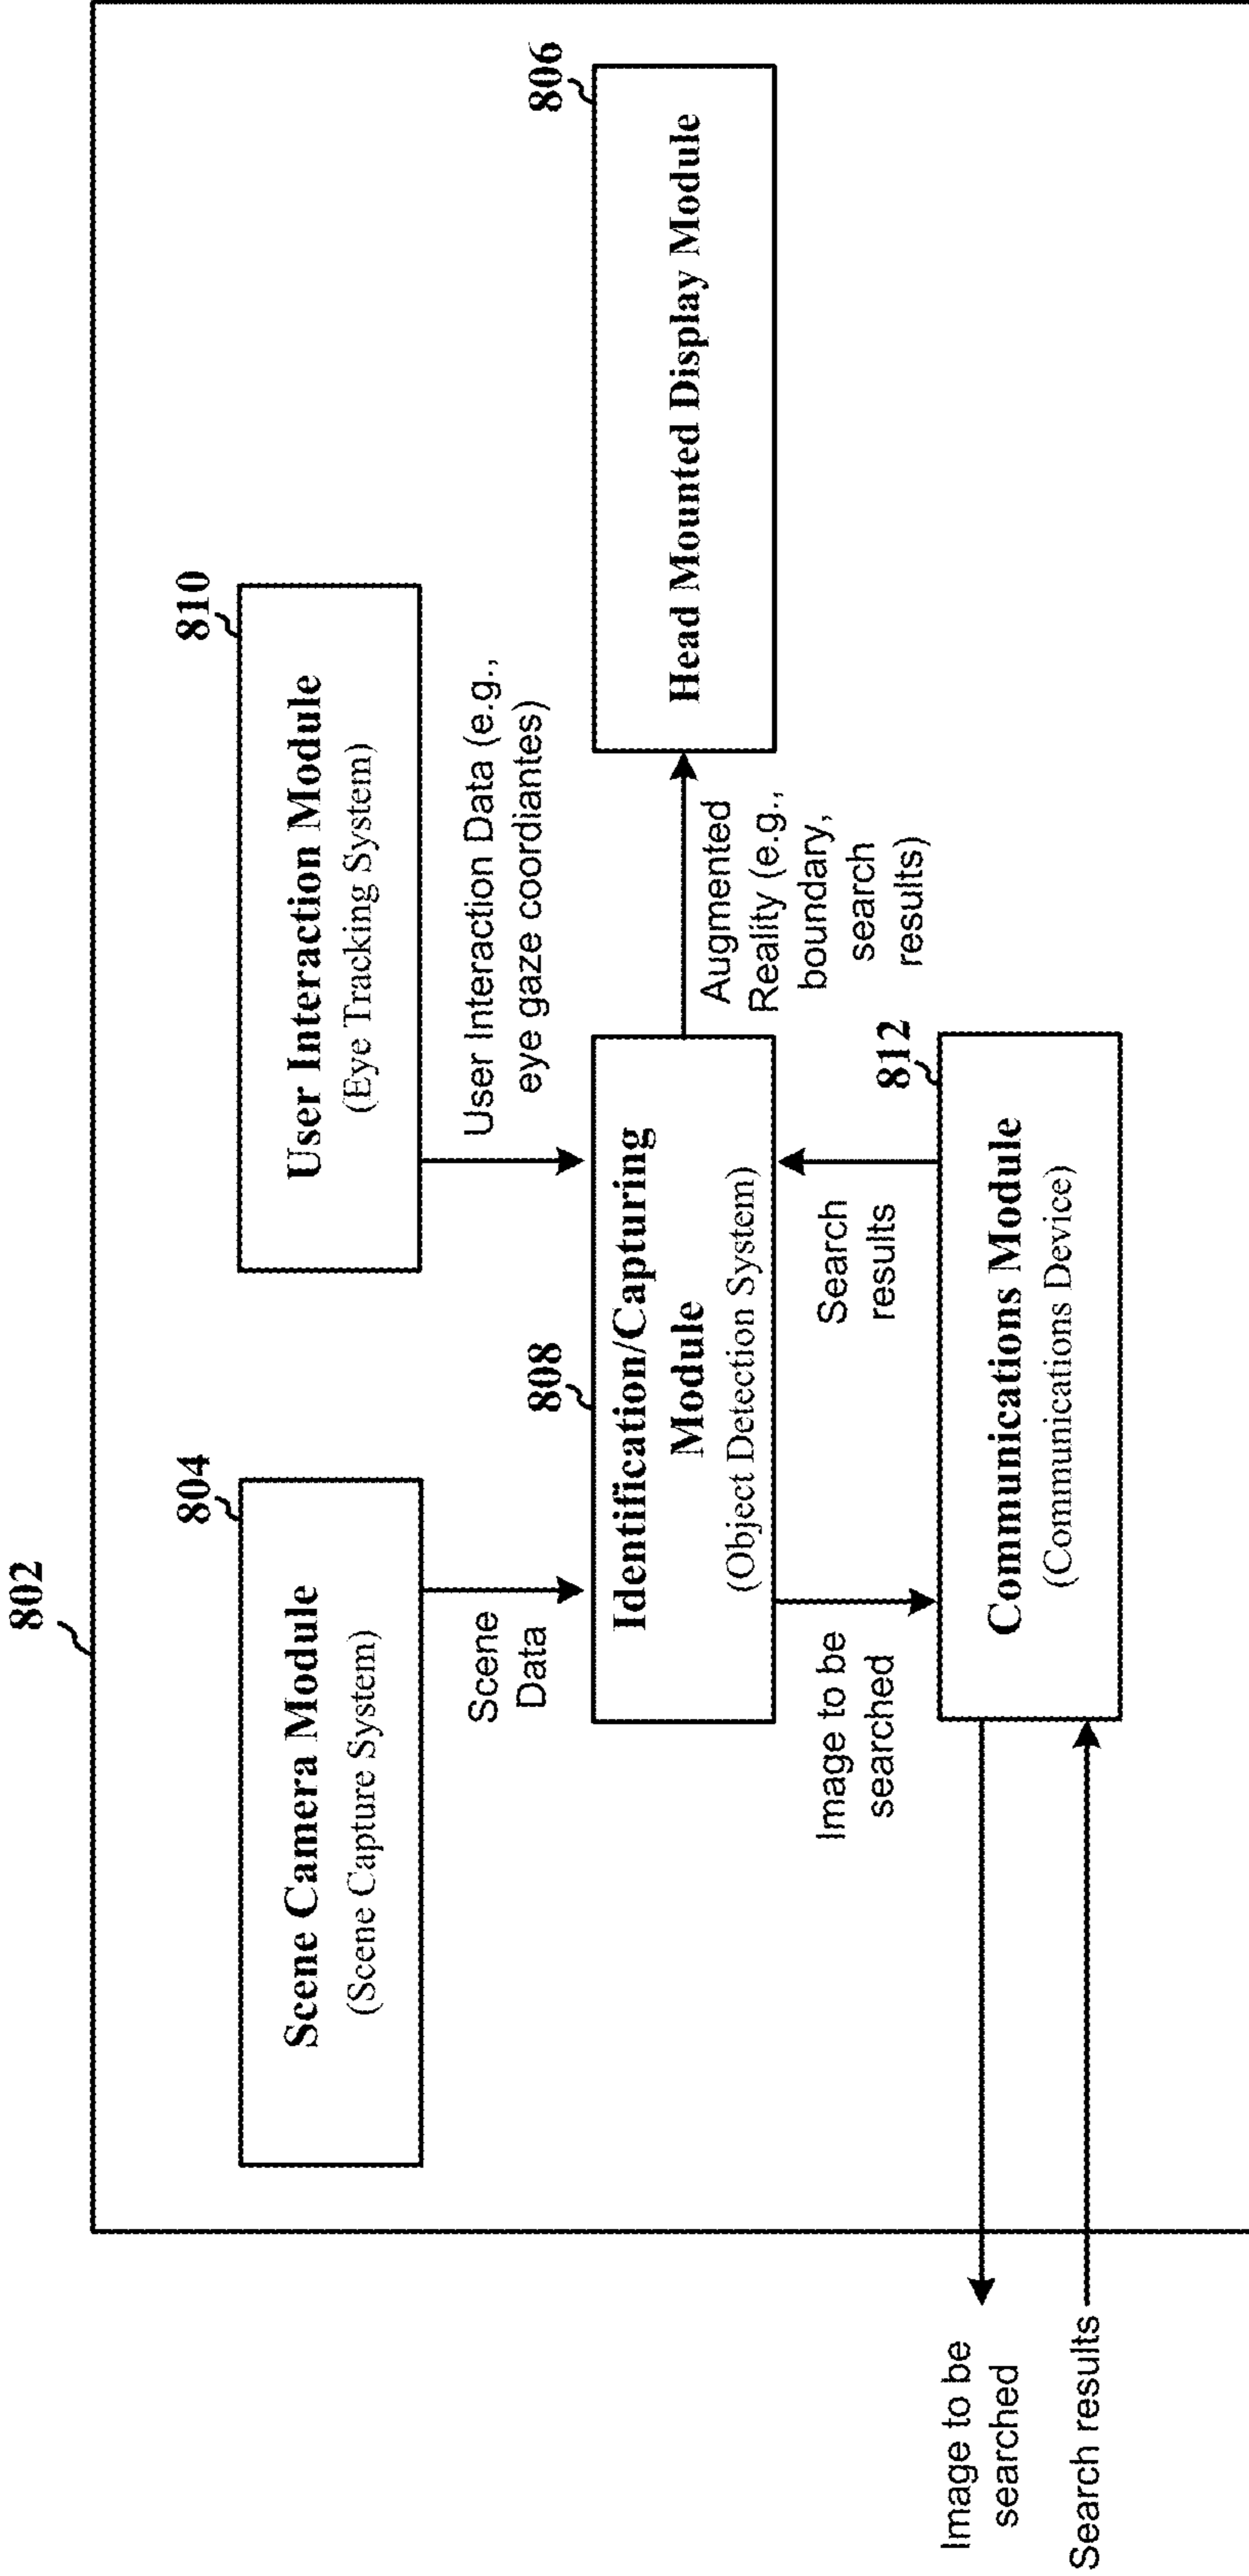 802
804
Scene Camera Module
(Scene Capture System)
810
User Interaction Module
(Eye Tracking System)
Scene
Data
User Interaction Data (e.g.,
eye gaze coordiantes)
808
Identification/Capturing
Module
(Object Detection System)
Augmented
Reality (e.g.,
boundary,
search
results)
806
Head Mounted Display Module
Image to be
searched
Search
results
812
Communications Module
(Communications Device)
Image to be
searched
Search results